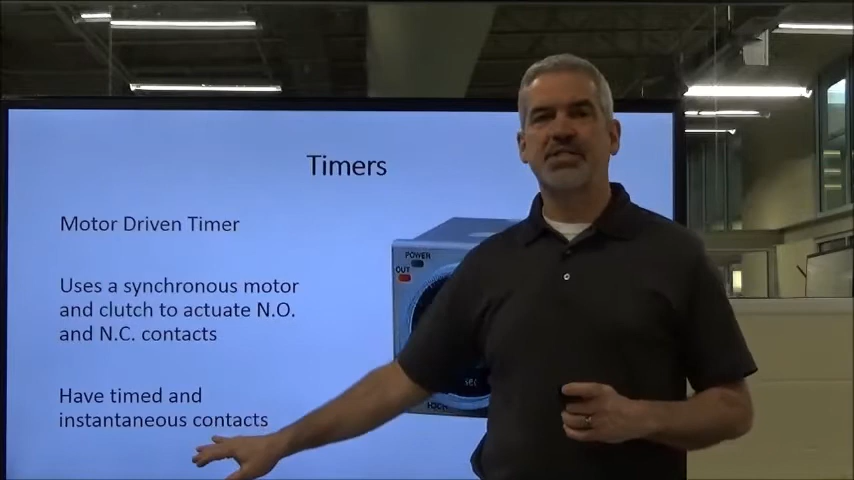 Timers
Motor Driven Timer
Uses a synchronous motor
and clutch to actuate N.O.
and N.C. contacts
Have timed and
instantaneous contacts
POWER
OUT
sec